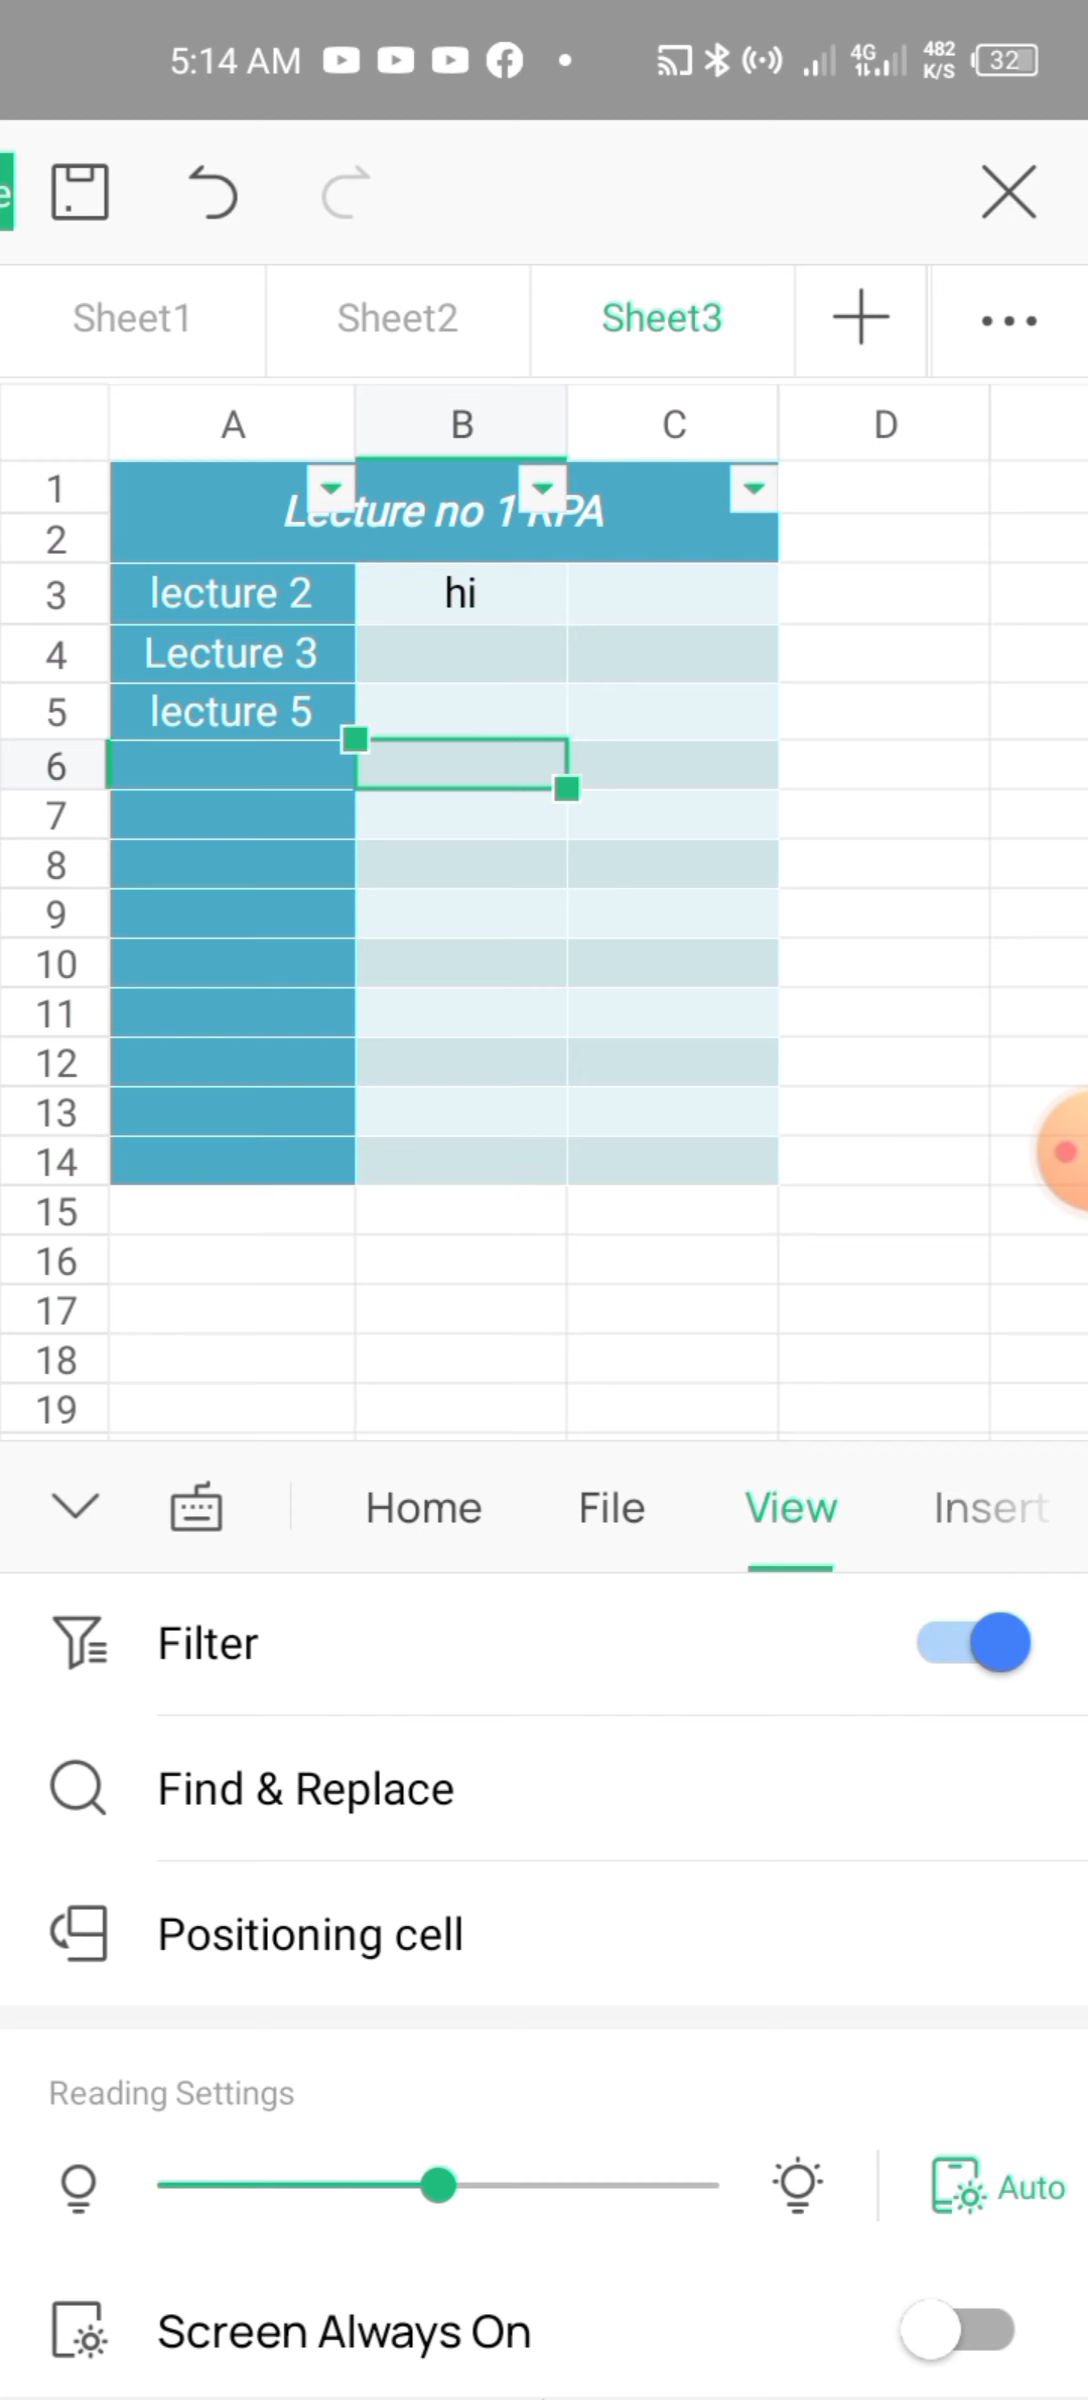 5:14 AM 4G 482 K/S 32
e
Sheet1 Sheet2 Sheet3
A B C D
1
Lecture no 1 RPA
2
3 lecture 2 hi
4 Lecture 3
5 lecture 5
6
7
8
9
10
11
12
13
14
15
16
17
18
19
Home File View Insert
Filter
Find & Replace
Positioning cell
Reading Settings
Auto
Screen Always On